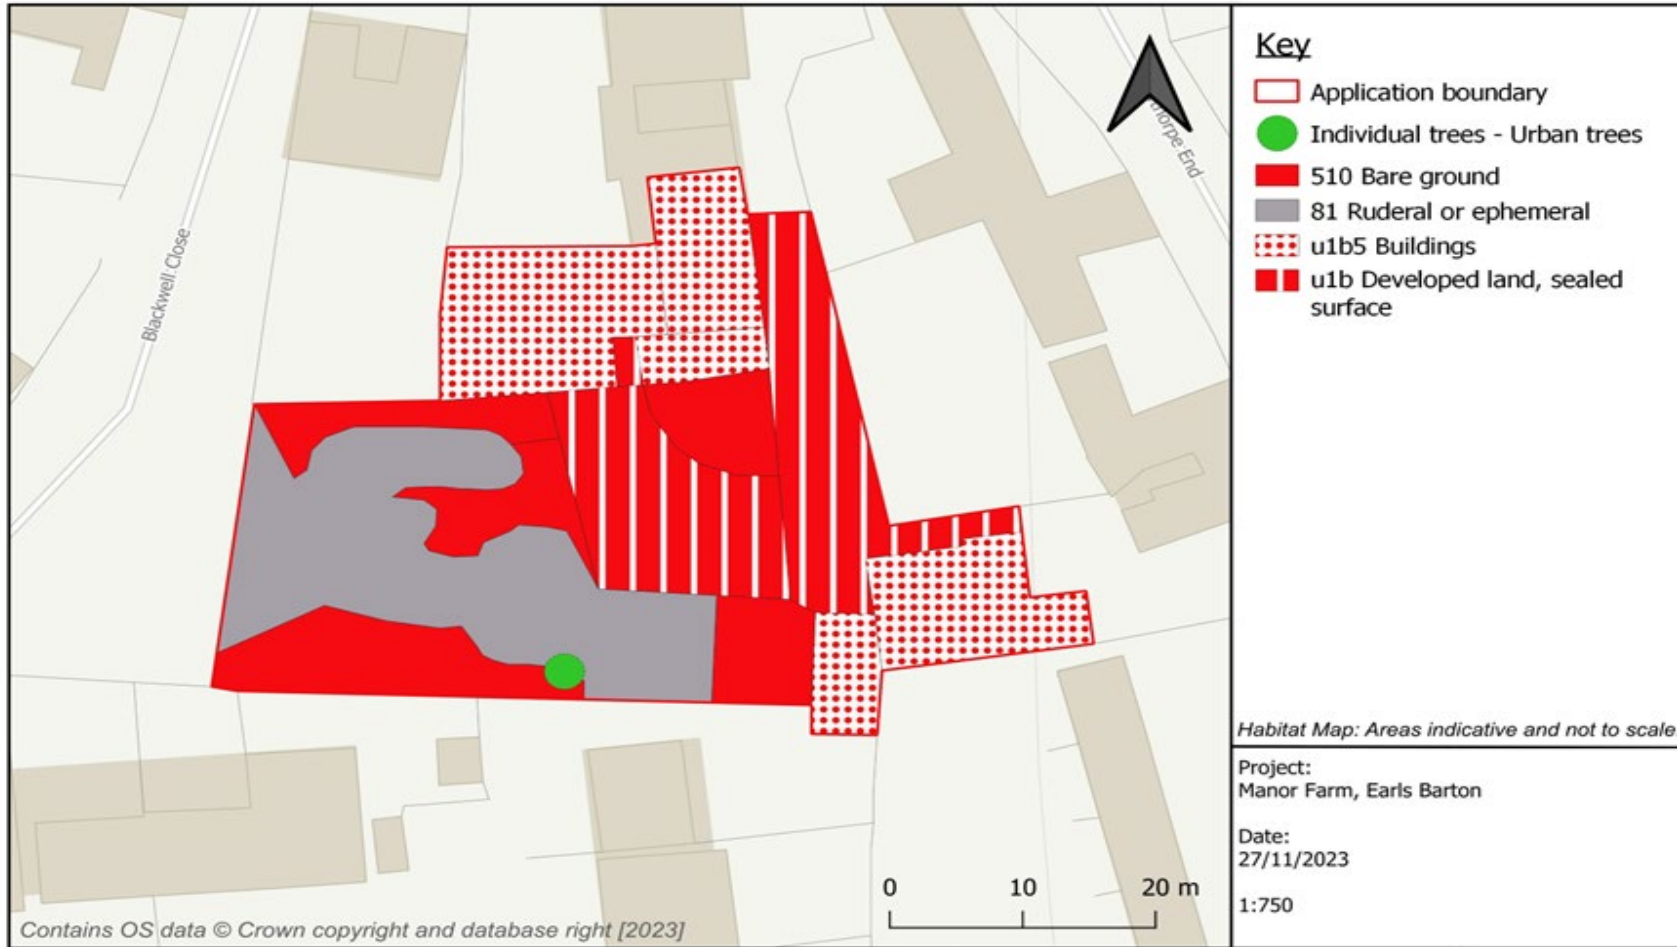 Key
Application boundary
Individual trees - Urban trees
510 Bare ground
81 Ruderal or ephemeral
u1b5 Buildings
u1b Developed land, sealed
surface
Blackwell Close
thorpe End
Habitat Map: Areas indicative and not to scale.
Project:
Manor Farm, Earls Barton
Date:
27/11/2023
1:750
0 10 20 m
Contains OS data © Crown copyright and database right [2023]